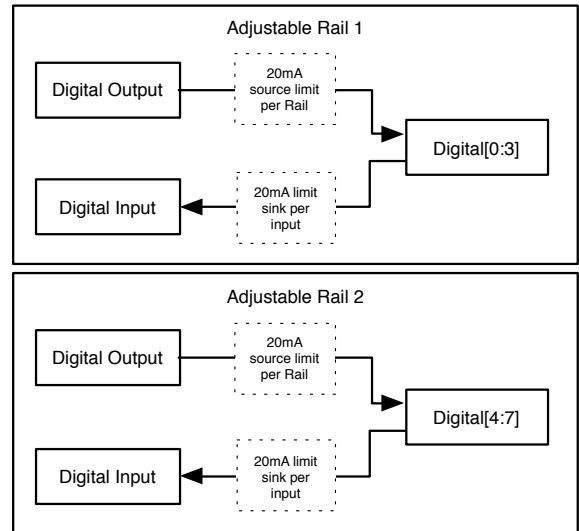 Adjustable Rail 1
Digital Output
20mA
source limit
per Rail
Digital[0:3]
Digital Input
20mA limit
sink per
input
Adjustable Rail 2
Digital Output
20mA
source limit
per Rail
Digital[4:7]
Digital Input
20mA limit
sink per
input